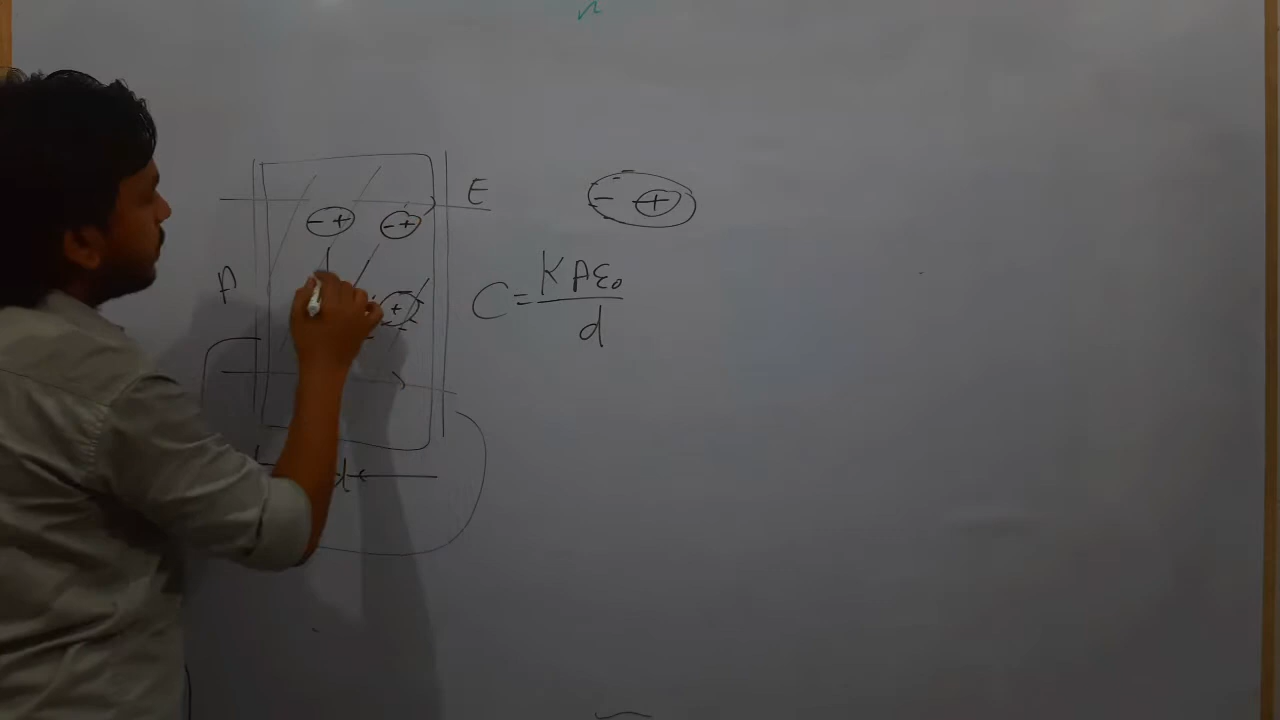 E
- +
- +
- +
A
+
C = KAε₀/d
d